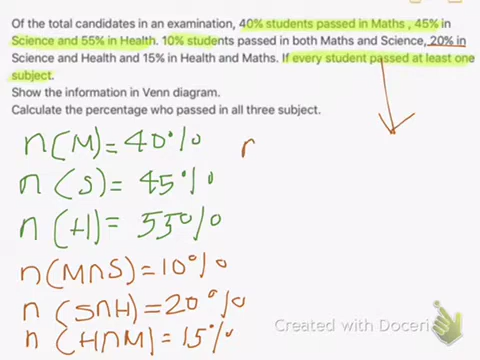 Of the total candidates in an examination, 40% students passed in Maths , 45% in
Science and 55% in Health. 10% students passed in both Maths and Science, 20% in
Science and Health and 15% in Health and Maths. If every student passed at least one
subject.
Show the information in Venn diagram.
Calculate the percentage who passed in all three subject.
n(M)= 40% r
n(S)= 45%
n(H)= 55%
n(M∩S)=10%
n(S∩H)=20%
n(H∩M)=15%
Created with Doceri